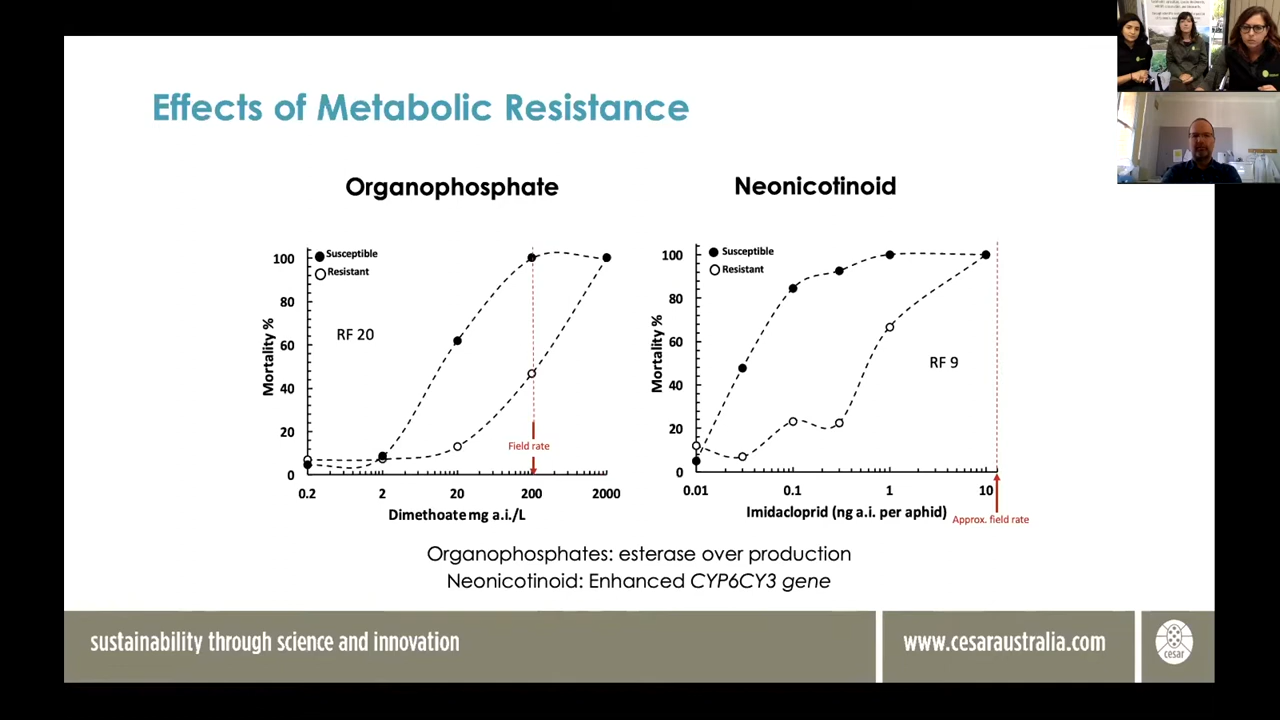 Effects of Metabolic Resistance
Organophosphate
Neonicotinoid
Susceptible
Resistant
RF 20
Mortality %
100
80
60
40
20
0
Field rate
0.2 2 20 200 2000
Dimethoate mg a.i./L
Susceptible
Resistant
RF 9
Mortality %
100
80
60
40
20
0
0.01 0.1 1 10
Imidacloprid (ng a.i. per aphid)
Approx. field rate
Organophosphates: esterase over production
Neonicotinoid: Enhanced CYP6CY3 gene
sustainability through science and innovation
www.cesaraustralia.com
cesar